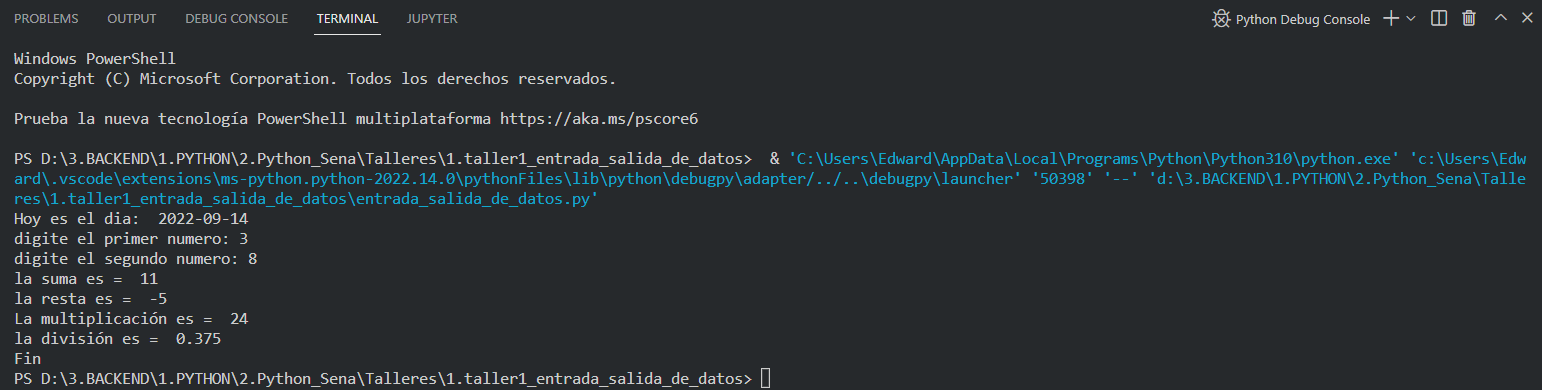 PROBLEMS OUTPUT DEBUG CONSOLE TERMINAL JUPYTER Python Debug Console
Windows PowerShell
Copyright (C) Microsoft Corporation. Todos los derechos reservados.
Prueba la nueva tecnología PowerShell multiplataforma https://aka.ms/pscore6
PS D:\3.BACKEND\1.PYTHON\2.Python_Sena\Talleres\1.taller1_entrada_salida_de_datos>  & 'C:\Users\Edward\AppData\Local\Programs\Python\Python310\python.exe' 'c:\Users\Edw
ard\.vscode\extensions\ms-python.python-2022.14.0\pythonFiles\lib\python\debugpy\adapter/../..\debugpy\launcher' '50398' '--' 'd:\3.BACKEND\1.PYTHON\2.Python_Sena\Talle
res\1.taller1_entrada_salida_de_datos\entrada_salida_de_datos.py'
Hoy es el dia:  2022-09-14
digite el primer numero: 3
digite el segundo numero: 8
la suma es =  11
la resta es =  -5
La multiplicación es =  24
la división es =  0.375
Fin
PS D:\3.BACKEND\1.PYTHON\2.Python_Sena\Talleres\1.taller1_entrada_salida_de_datos>